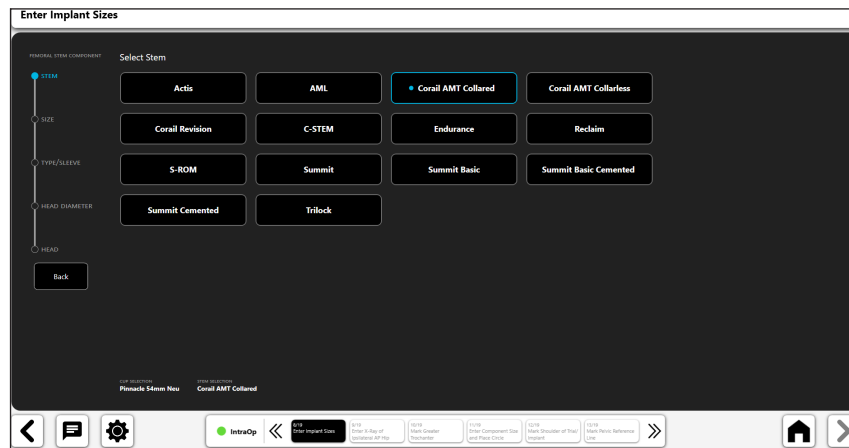 Enter Implant Sizes
FEMORAL STEM COMPONENT
Select Stem
STEM
SIZE
TYPE/SLEEVE
HEAD DIAMETER
HEAD
Back
Actis
AML
Corail AMT Collared
Corail AMT Collarless
Corail Revision
C-STEM
Endurance
Reclaim
S-ROM
Summit
Summit Basic
Summit Basic Cemented
Summit Cemented
Trilock
CUP SELECTION
Pinnacle 54mm Neu
STEM SELECTION
Corail AMT Collared
IntraOp
8/19
Enter Implant Sizes
9/19
Enter X-Ray of
Ipsilateral AP Hip
10/19
Mark Greater
Trochanter
11/19
Enter Component Size
and Place Circle
12/19
Mark Shoulder of Trial/
Implant
13/19
Mark Pelvic Reference
Line